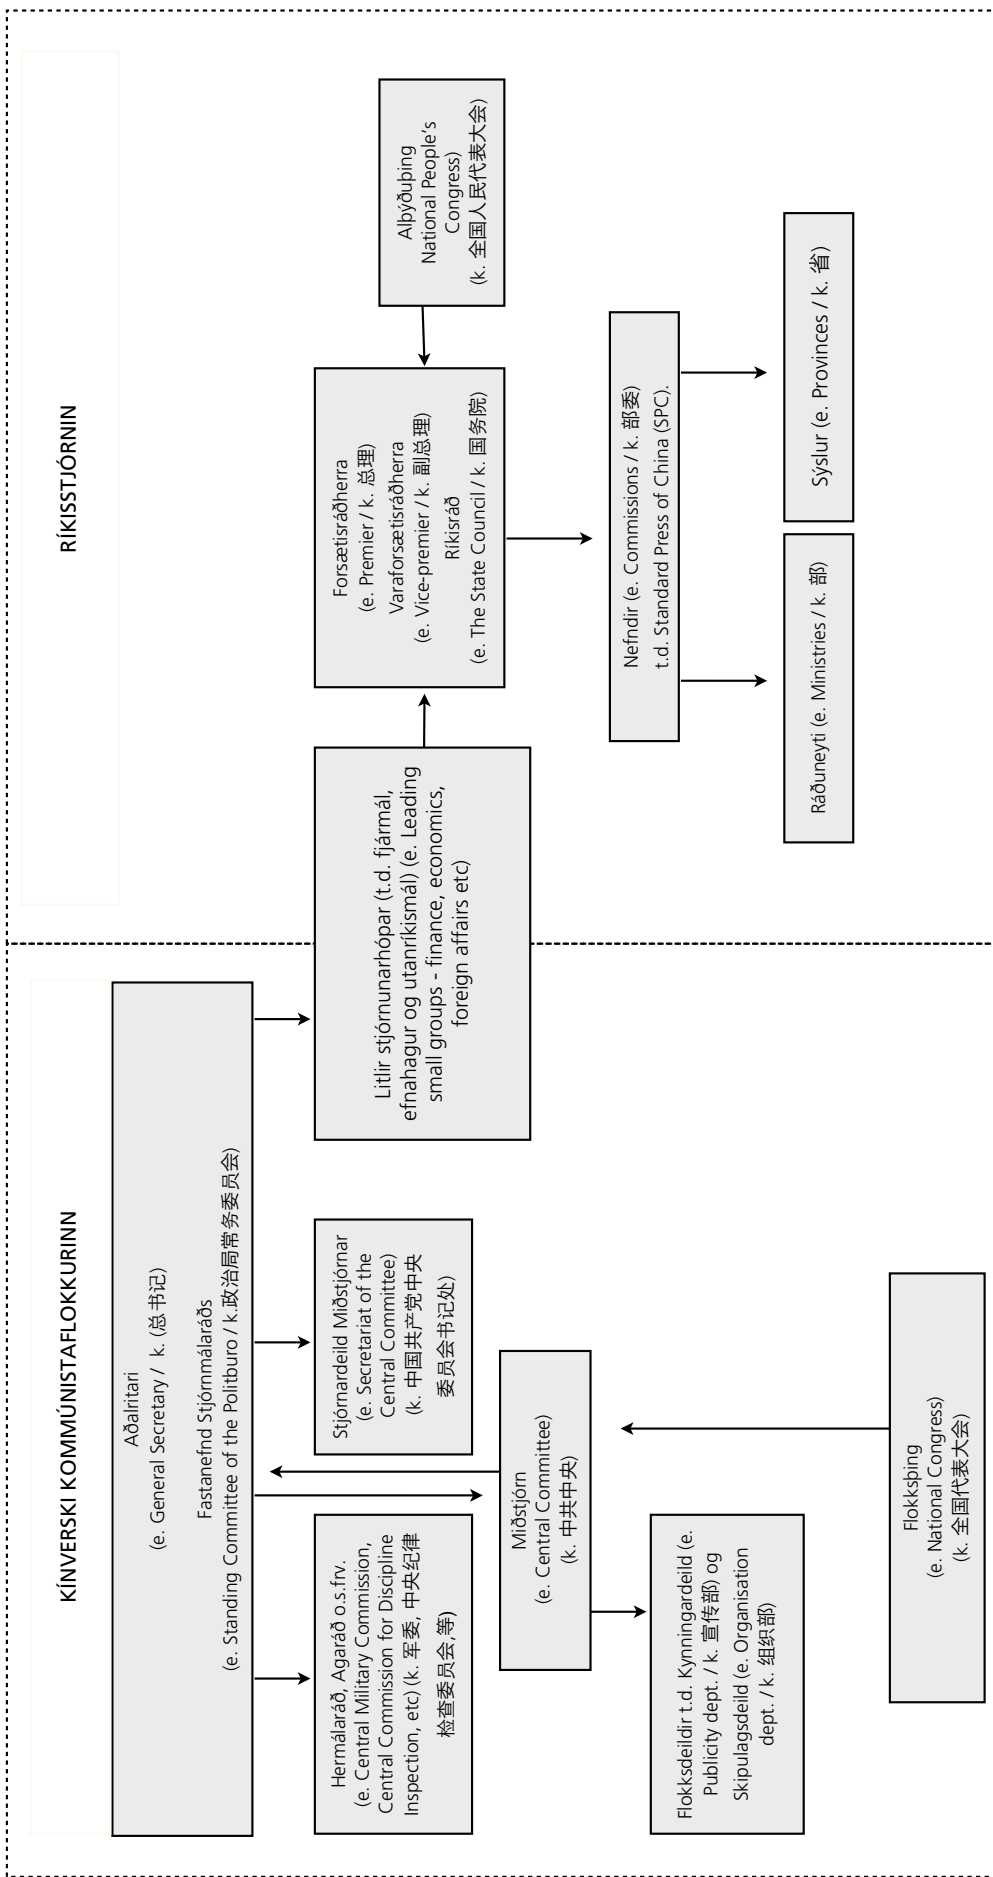 KÍNVERSKI KOMMÚNISTAFLOKKURINN
Aðalritari
(e. General Secretary / k. (总书记)
Fastanefnd Stjórnmálaráðs
(e. Standing Committee of the Politburo / k.政治局常务委员会)
Hermálaráð, Agaráð o.s.frv.
(e. Central Military Commission,
Central Commission for Discipline
Inspection, etc) (k. 军委, 中央纪律
检查委员会,等)
Stjórnardeild Miðstjórnar
(e. Secretariat of the
Central Committee)
(k. 中国共产党中央
委员会书记处)
Litlir stjórnunarhópar (t.d. fjármál,
efnahagur og utanríkismál) (e. Leading
small groups - finance, economics,
foreign affairs etc)
Miðstjórn
(e. Central Committee)
(k. 中共中央)
Flokksdeildir t.d. Kynningardeild (e.
Publicity dept. / k. 宣传部) og
Skipulagsdeild (e. Organisation
dept. / k. 组织部)
Flokksþing
(e. National Congress)
(k. 全国代表大会)
RÍKISSTJÓRNIN
Forsætisráðherra
(e. Premier / k. 总理)
Varaforsætisráðherra
(e. Vice-premier / k. 副总理)
Ríkisráð
(e. The State Council / k. 国务院)
Alþýðuþing
National People's
Congress)
(k. 全国人民代表大会)
Nefndir (e. Commissions / k. 部委)
t.d. Standard Press of China (SPC).
Ráðuneyti (e. Ministries / k. 部)
Sýslur (e. Provinces / k. 省)